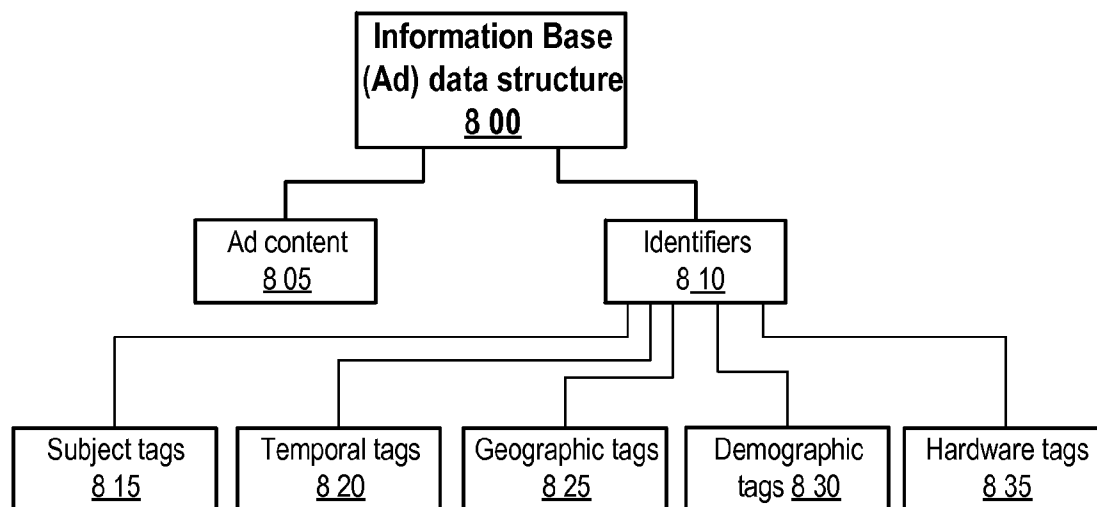 Information Base
(Ad) data structure
8 00
Ad content
8 05
Identifiers
8 10
Subject tags
8 15
Temporal tags
8 20
Geographic tags
8 25
Demographic
tags 8 30
Hardware tags
8 35